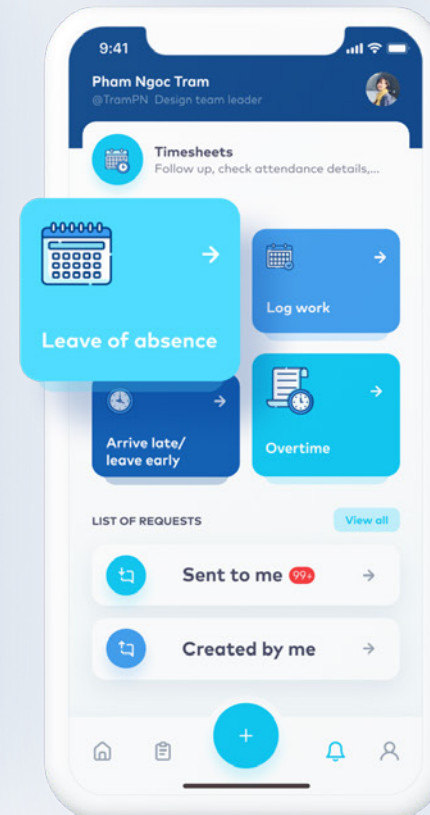 9:41
Pham Ngoc Tram
@TramPN Design team leader
Timesheets
Follow up, check attendance details,...
Leave of absence
Log work
Arrive late/
leave early
Overtime
LIST OF REQUESTS
View all
Sent to me 99+
Created by me